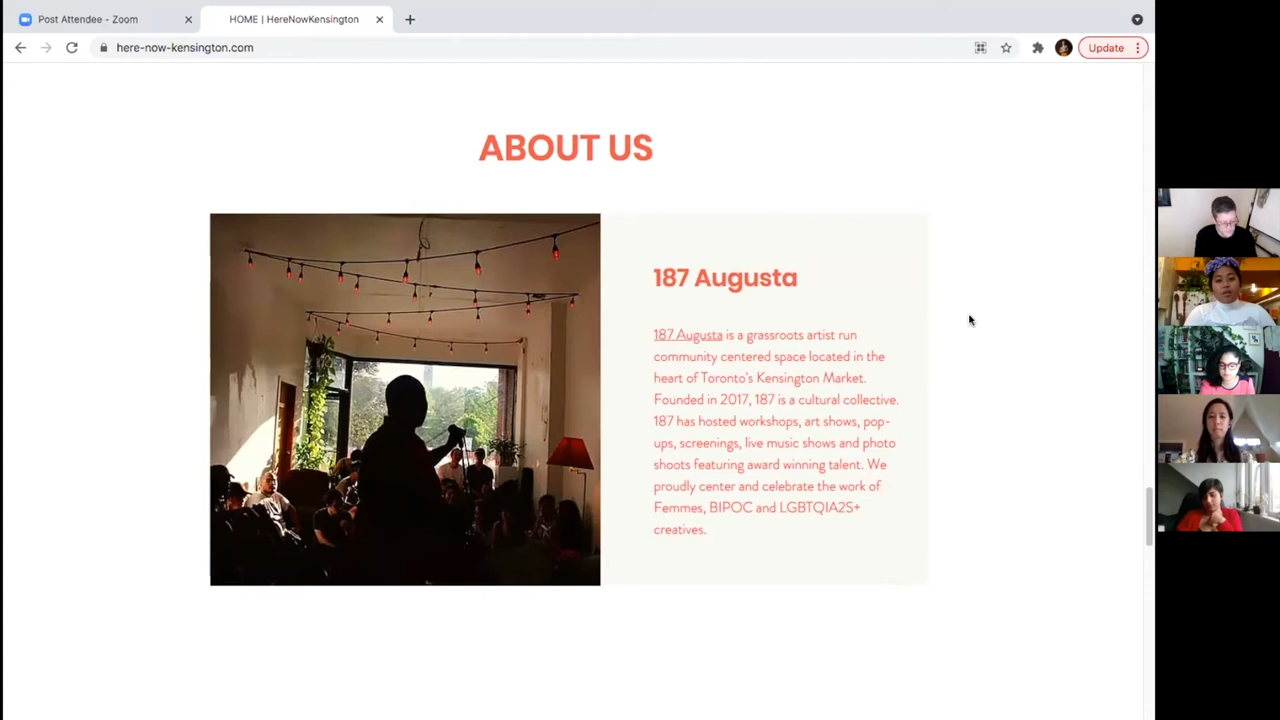 Post Attendee - Zoom
HOME | HereNowKensington
here-now-kensington.com
Update
ABOUT US
187 Augusta
187 Augusta is a grassroots artist run
community centered space located in the
heart of Toronto's Kensington Market.
Founded in 2017, 187 is a cultural collective.
187 has hosted workshops, art shows, pop-
ups, screenings, live music shows and photo
shoots featuring award winning talent. We
proudly center and celebrate the work of
Femmes, BIPOC and LGBTQIA2S+
creatives.